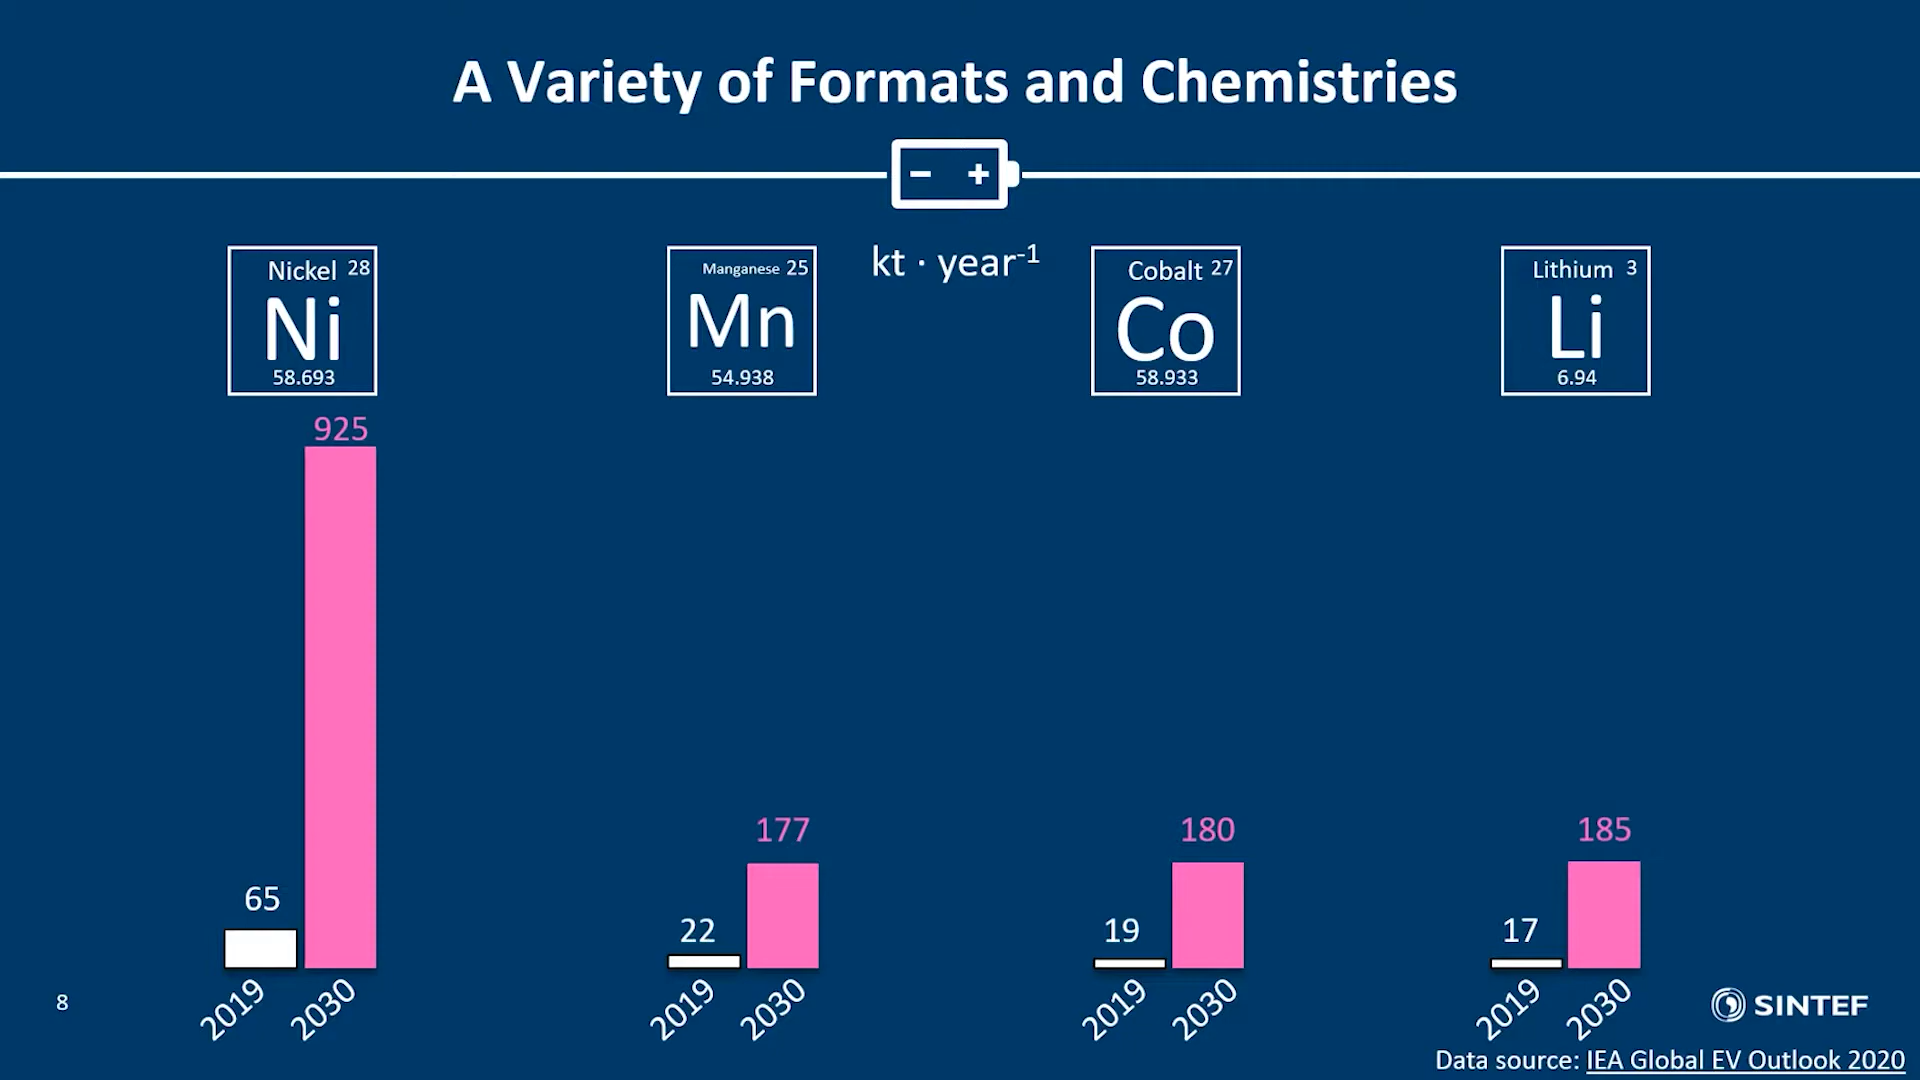 A Variety of Formats and Chemistries
− +
kt · year⁻¹
Nickel 28
Ni
58.693
Manganese 25
Mn
54.938
Cobalt 27
Co
58.933
Lithium 3
Li
6.94
925
65
177
22
180
19
185
17
2019 2030
2019 2030
2019 2030
2019 2030
8
SINTEF
Data source: IEA Global EV Outlook 2020